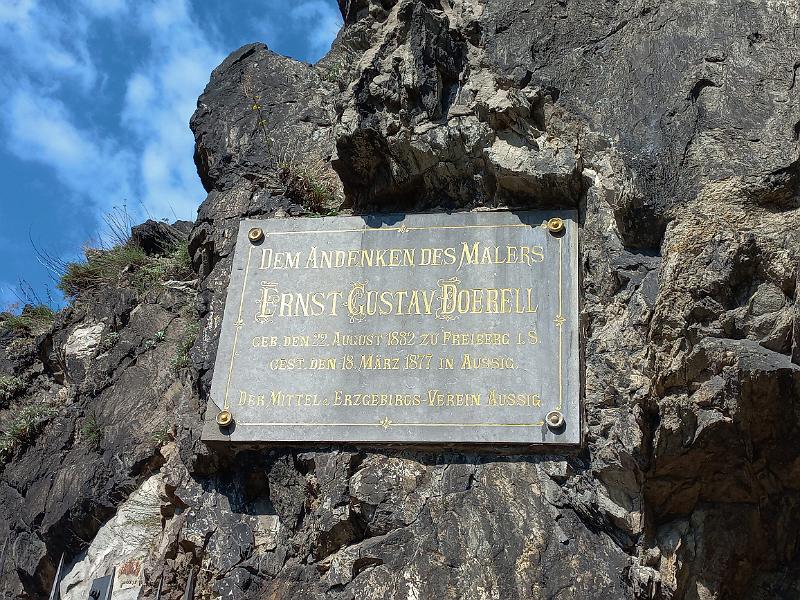 DEM ANDENKEN DES MALERS
ERNST GUSTAV DOERELL
GEB. DEN 22. AUGUST 1832 ZU FREIBERG I. S.
GEST. DEN 18. MÄRZ 1877 IN AUSSIG.
DER MITTEL- u. ERZGEBIRGS-VEREIN AUSSIG.